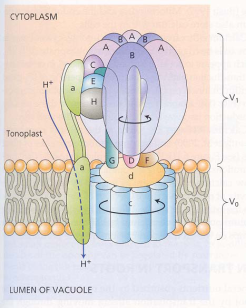 CYTOPLASM
B A B
A A
B
C
E
a
H⁺
H
V₁
Tonoplast
G D F
a
d
c
V₀
H⁺
LUMEN OF VACUOLE